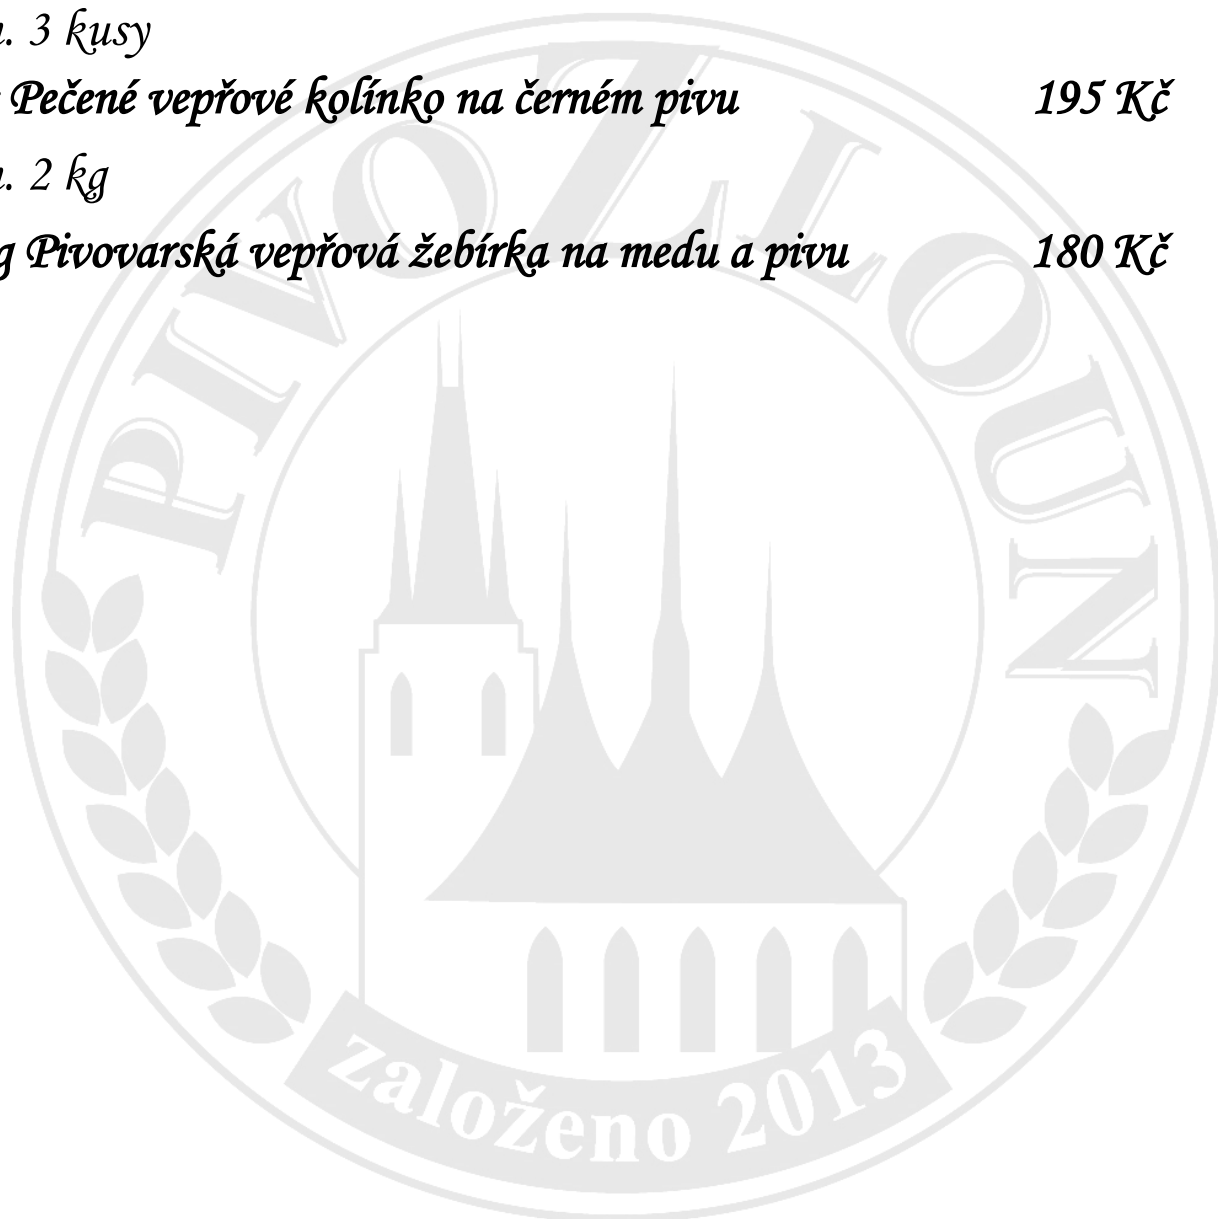 . 3 kusy
Pečené vepřové kolínko na černém pivu 195 Kč
. 2 kg
g Pivovarská vepřová žebírka na medu a pivu 180 Kč
PIVOZLOUN
založeno 2013